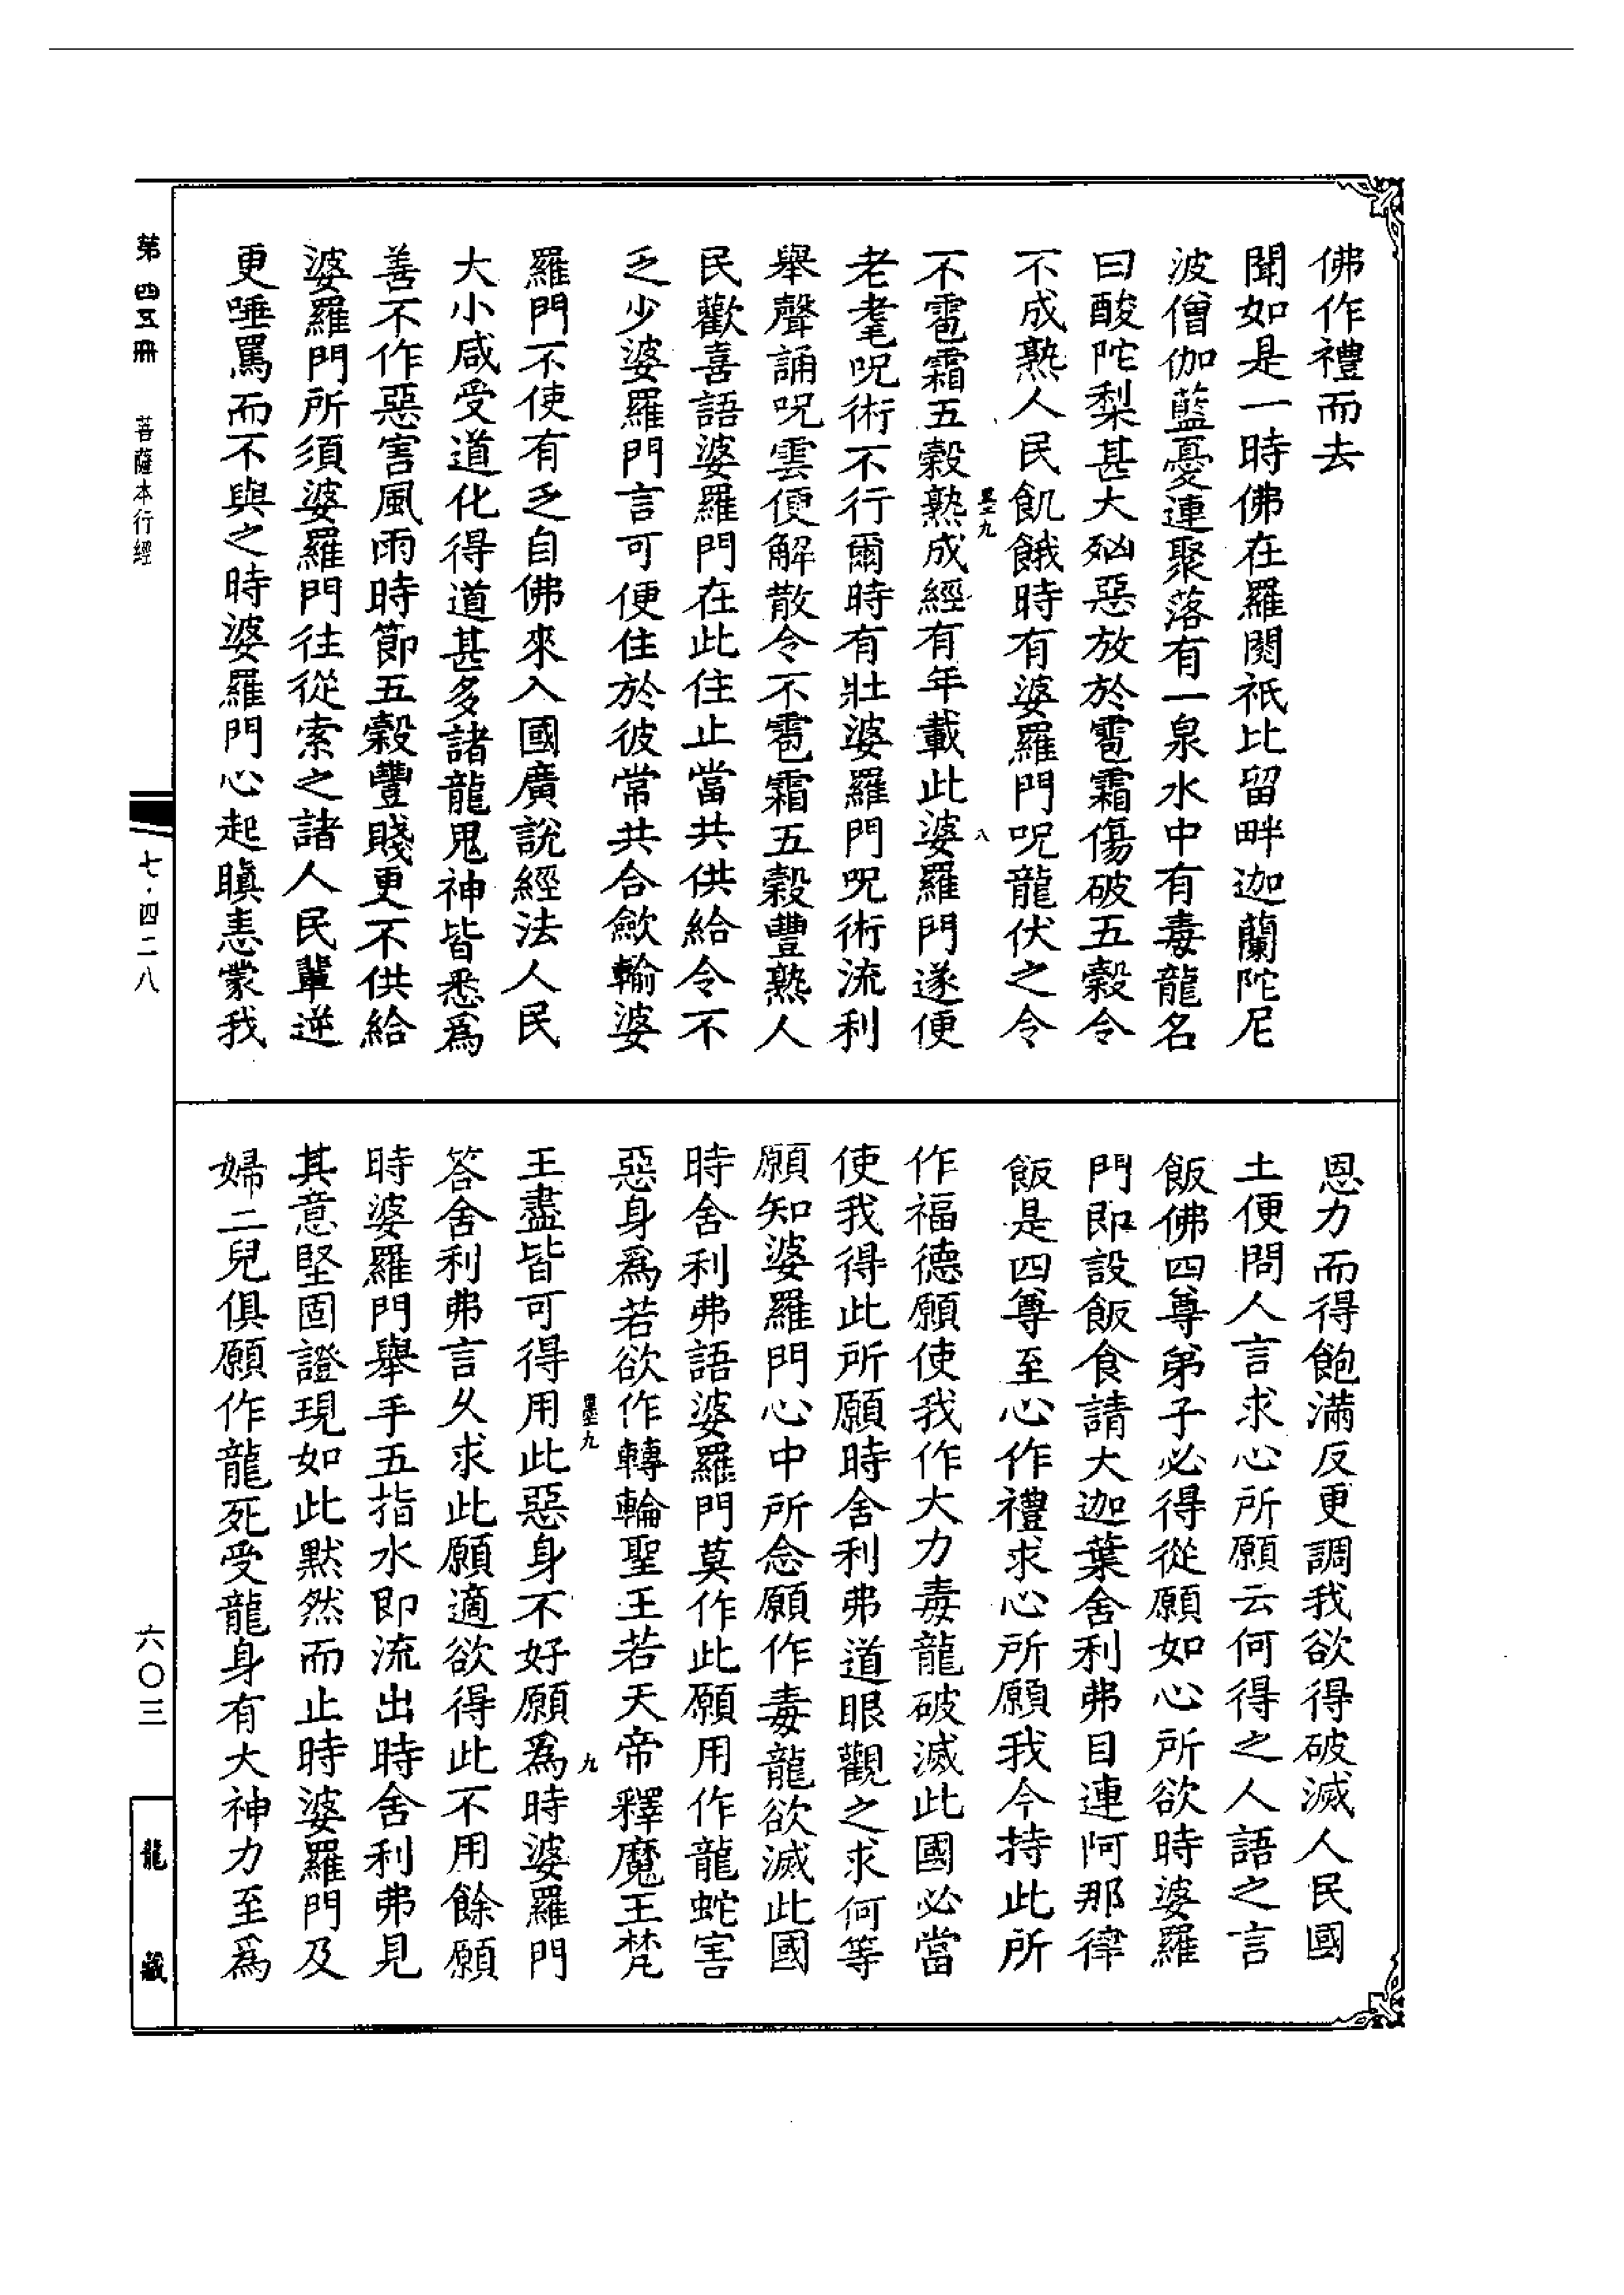 佛作禮而去
聞如是一時佛在羅閱祇比留畔迦蘭陀尼
波僧伽藍憂連聚落有一泉水中有毒龍名
曰酸陀梨甚大兇惡放於雹霜傷破五穀令
不成熟人民飢餓時有婆羅門呪龍伏之令
不雹霜五穀熟成經有年載此婆羅門遂便
墨九
八
老耄呪術不行爾時有壯婆羅門呪術流利
舉聲誦呪雲便解散令不雹霜五穀豐熟人
民歡喜語婆羅門在此住止當共供給令不
乏少婆羅門言可便住於彼常共合斂輸婆
羅門不使有乏自佛來入國廣說經法人民
大小咸受道化得道甚多諸龍鬼神皆悉爲
善不作惡害風雨時節五穀豐賤更不供給
婆羅門所須婆羅門往從索之諸人民輩逆
更唾罵而不與之時婆羅門心起瞋恚蒙我
恩力而得飽滿反更調我欲得破滅人民國
土便問人言求心所願云何得之人語之言
飯佛四尊弟子必得從願如心所欲時婆羅
門即設飯食請大迦葉舍利弗目連阿那律
飯是四尊至心作禮求心所願我今持此所
作福德願使我作大力毒龍破滅此國必當
使我得此所願時舍利弗道眼觀之求何等
願知婆羅門心中所念願作毒龍欲滅此國
時舍利弗語婆羅門莫作此願用作龍蛇害
惡身爲若欲作轉輪聖王若天帝釋魔王梵
王盡皆可得用此惡身不好願爲時婆羅門
墨九
九
答舍利弗言久求此願適欲得此不用餘願
時婆羅門舉手五指水即流出時舍利弗見
其意堅固證現如此默然而止時婆羅門及
婦二兒俱願作龍死受龍身有大神力至爲
第四五冊 菩薩本行經
七·四二八
六〇三
龍藏